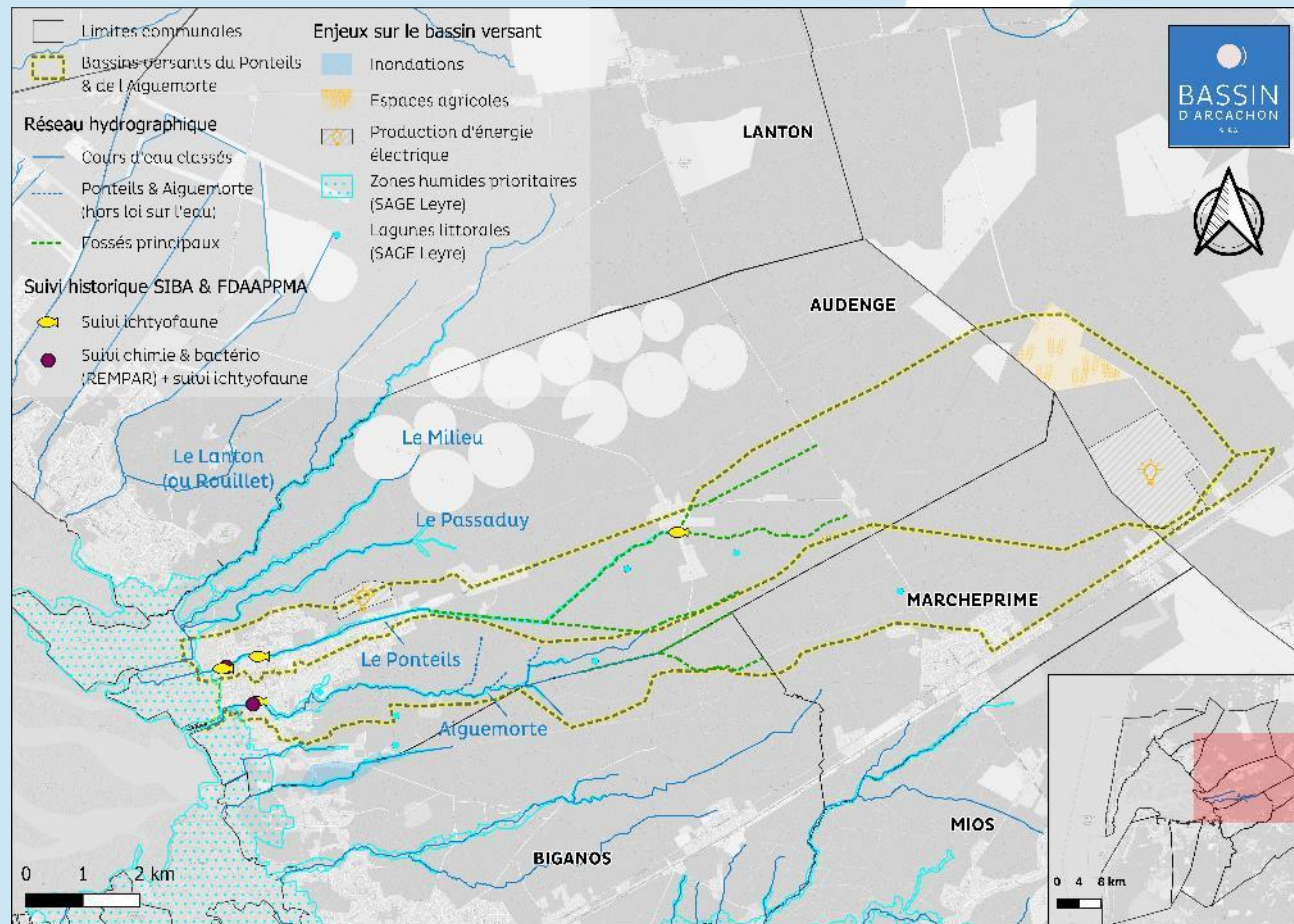 Limites communales
Bassins versants du Ponteils
& de l'Aiguemorte
Réseau hydrographique
Cours d'eau classés
Ponteils & Aiguemorte
(hors loi sur l'eau)
Fossés principaux
Suivi historique SIBA & FDAAPPMA
Suivi ichtyofaune
Suivi chimie & bactério
(REMPAR) + suivi ichtyofaune
Enjeux sur le bassin versant
Inondations
Espaces agricoles
Production d'énergie
électrique
Zones humides prioritaires
(SAGE Leyre)
Lagunes littorales
(SAGE Leyre)
BASSIN
D'ARCACHON
SIBA
LANTON
AUDENGE
Le Milieu
Le Lanton
(ou Rouillet)
Le Passaduy
MARCHEPRIME
Le Ponteils
Aiguemorte
MIOS
BIGANOS
0 1 2 km
0 4 8 km